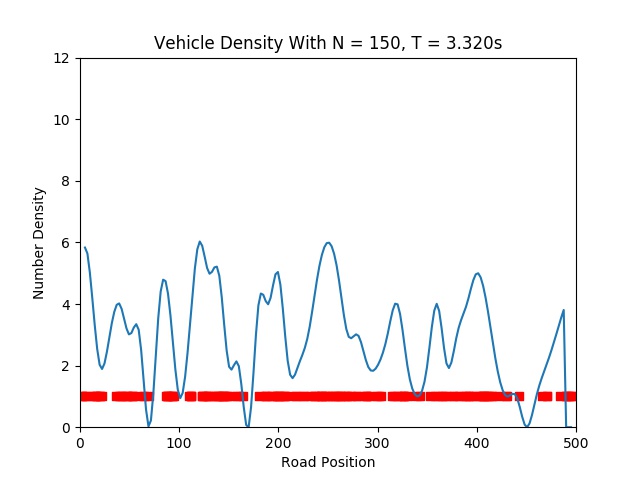 Vehicle Density With N = 150, T = 3.320s
12
10
8
6
4
2
0
Number Density
0 100 200 300 400 500
Road Position